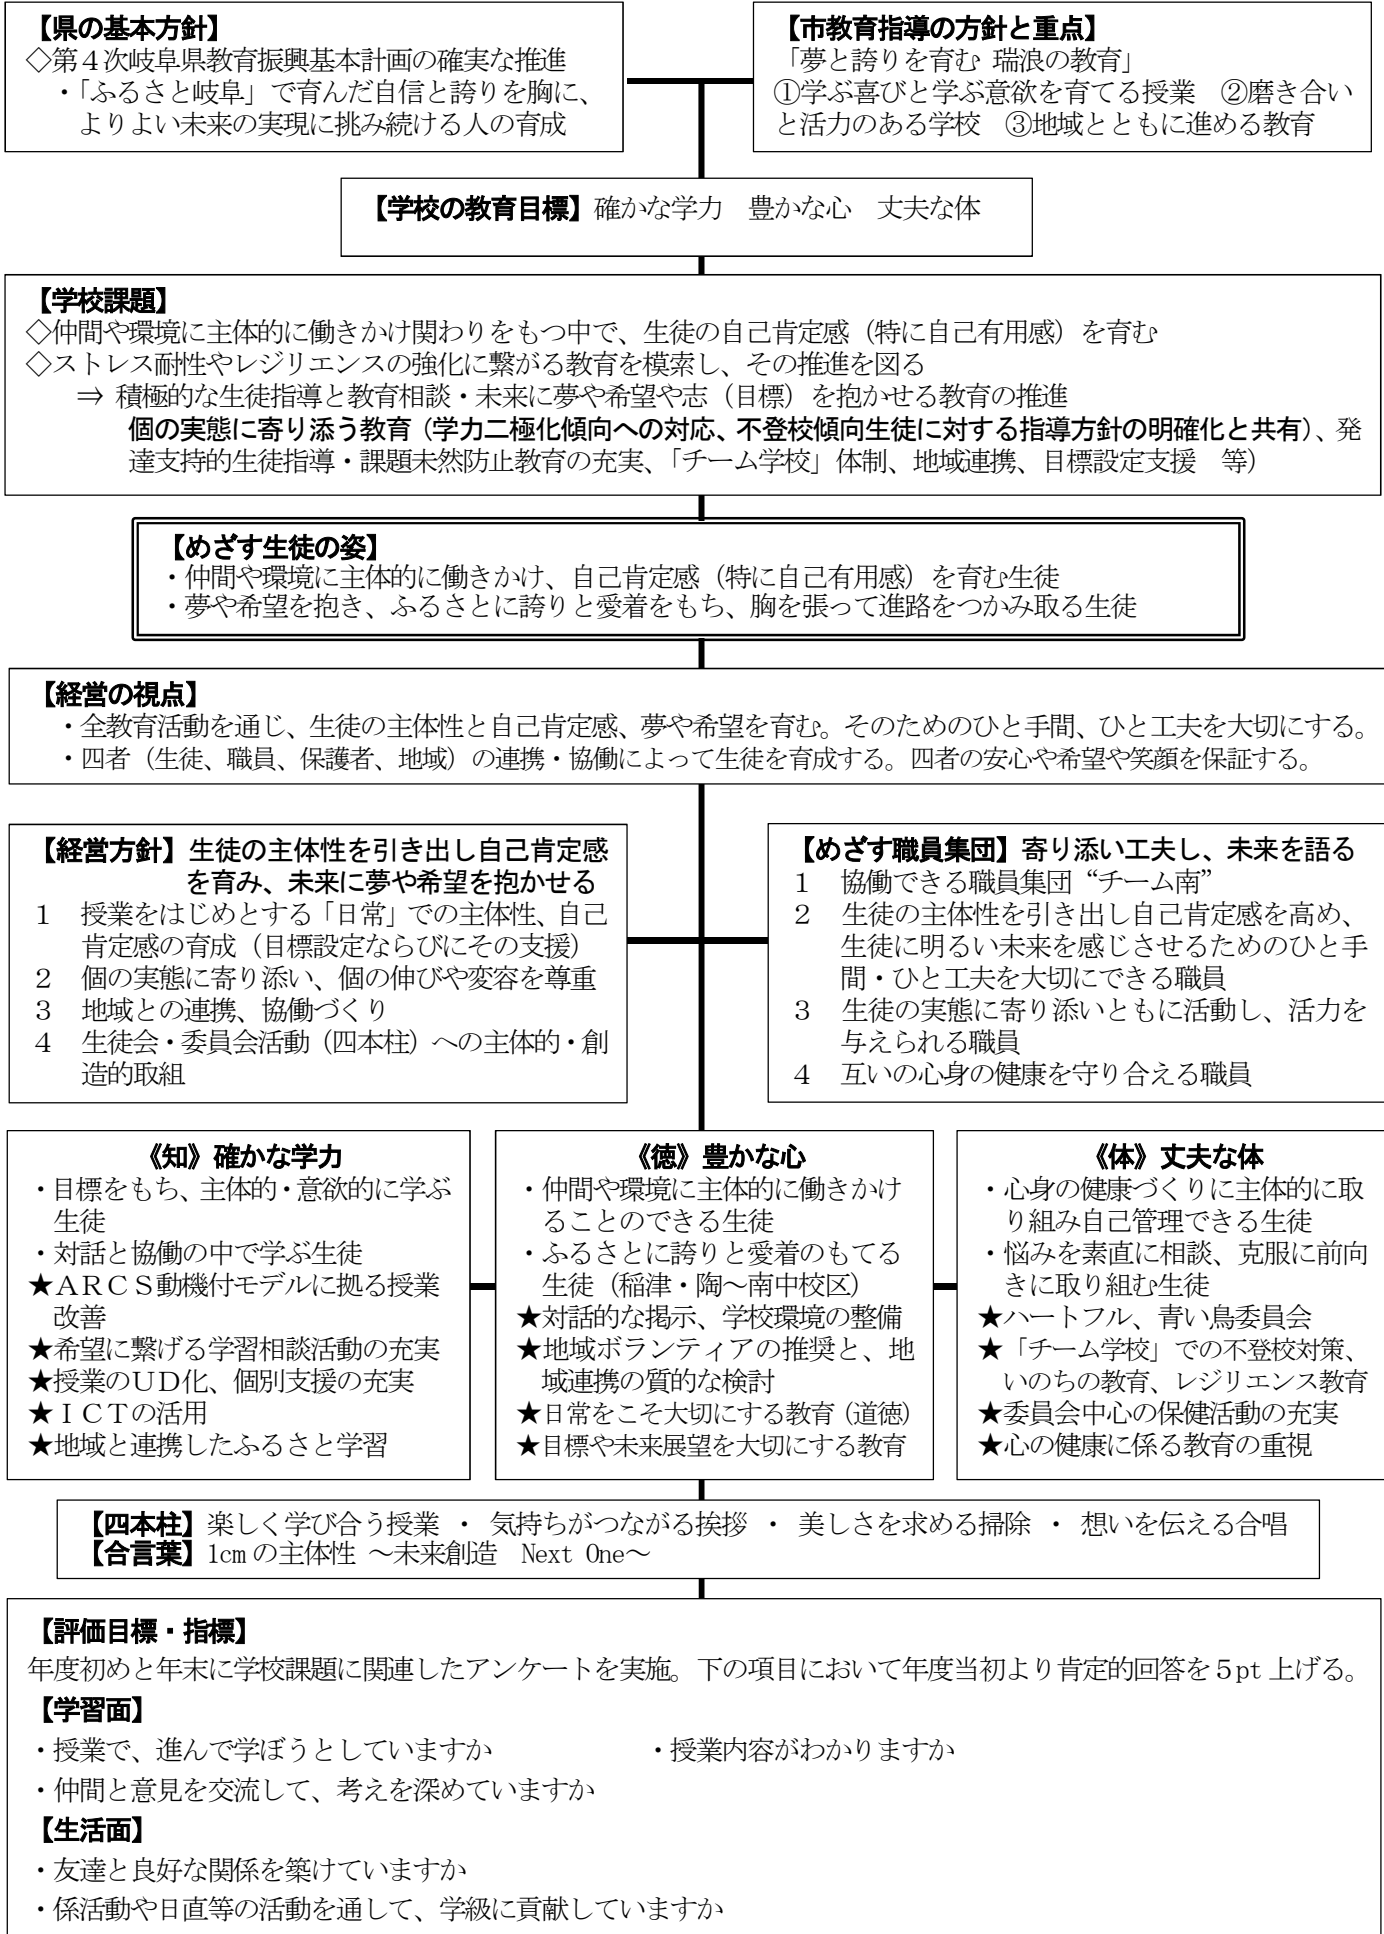 【県の基本方針】
◇第４次岐阜県教育振興基本計画の確実な推進
・「ふるさと岐阜」で育んだ自信と誇りを胸に、
よりよい未来の実現に挑み続ける人の育成
【市教育指導の方針と重点】
「夢と誇りを育む 瑞浪の教育」
①学ぶ喜びと学ぶ意欲を育てる授業　②磨き合い
と活力のある学校　③地域とともに進める教育
【学校の教育目標】確かな学力　豊かな心　丈夫な体
【学校課題】
◇仲間や環境に主体的に働きかけ関わりをもつ中で、生徒の自己肯定感（特に自己有用感）を育む
◇ストレス耐性やレジリエンスの強化に繋がる教育を模索し、その推進を図る
⇒ 積極的な生徒指導と教育相談・未来に夢や希望や志（目標）を抱かせる教育の推進
個の実態に寄り添う教育（学力二極化傾向への対応、不登校傾向生徒に対する指導方針の明確化と共有）、発
達支持的生徒指導・課題未然防止教育の充実、「チーム学校」体制、地域連携、目標設定支援　等）
【めざす生徒の姿】
・仲間や環境に主体的に働きかけ、自己肯定感（特に自己有用感）を育む生徒
・夢や希望を抱き、ふるさとに誇りと愛着をもち、胸を張って進路をつかみ取る生徒
【経営の視点】
・全教育活動を通じ、生徒の主体性と自己肯定感、夢や希望を育む。そのためのひと手間、ひと工夫を大切にする。
・四者（生徒、職員、保護者、地域）の連携・協働によって生徒を育成する。四者の安心や希望や笑顔を保証する。
【経営方針】生徒の主体性を引き出し自己肯定感
を育み、未来に夢や希望を抱かせる
１　授業をはじめとする「日常」での主体性、自己
肯定感の育成（目標設定ならびにその支援）
２　個の実態に寄り添い、個の伸びや変容を尊重
３　地域との連携、協働づくり
４　生徒会・委員会活動（四本柱）への主体的・創
造的取組
【めざす職員集団】寄り添い工夫し、未来を語る
１　協働できる職員集団“チーム南”
２　生徒の主体性を引き出し自己肯定感を高め、
生徒に明るい未来を感じさせるためのひと手
間・ひと工夫を大切にできる職員
３　生徒の実態に寄り添いともに活動し、活力を
与えられる職員
４　互いの心身の健康を守り合える職員
《知》確かな学力
・目標をもち、主体的・意欲的に学ぶ
生徒
・対話と協働の中で学ぶ生徒
★ＡＲＣＳ動機付モデルに拠る授業
改善
★希望に繋げる学習相談活動の充実
★授業のＵＤ化、個別支援の充実
★ＩＣＴの活用
★地域と連携したふるさと学習
《徳》豊かな心
・仲間や環境に主体的に働きかけ
ることのできる生徒
・ふるさとに誇りと愛着のもてる
生徒（稲津・陶～南中校区）
★対話的な掲示、学校環境の整備
★地域ボランティアの推奨と、地
域連携の質的な検討
★日常をこそ大切にする教育（道徳）
★目標や未来展望を大切にする教育
《体》丈夫な体
・心身の健康づくりに主体的に取
り組み自己管理できる生徒
・悩みを素直に相談、克服に前向
きに取り組む生徒
★ハートフル、青い鳥委員会
★「チーム学校」での不登校対策、
いのちの教育、レジリエンス教育
★委員会中心の保健活動の充実
★心の健康に係る教育の重視
【四本柱】楽しく学び合う授業 ・ 気持ちがつながる挨拶 ・ 美しさを求める掃除 ・ 想いを伝える合唱
【合言葉】1cmの主体性 ～未来創造　Next One～
【評価目標・指標】
年度初めと年末に学校課題に関連したアンケートを実施。下の項目において年度当初より肯定的回答を５pt上げる。
【学習面】
・授業で、進んで学ぼうとしていますか　　　　　・授業内容がわかりますか
・仲間と意見を交流して、考えを深めていますか
【生活面】
・友達と良好な関係を築けていますか
・係活動や日直等の活動を通して、学級に貢献していますか